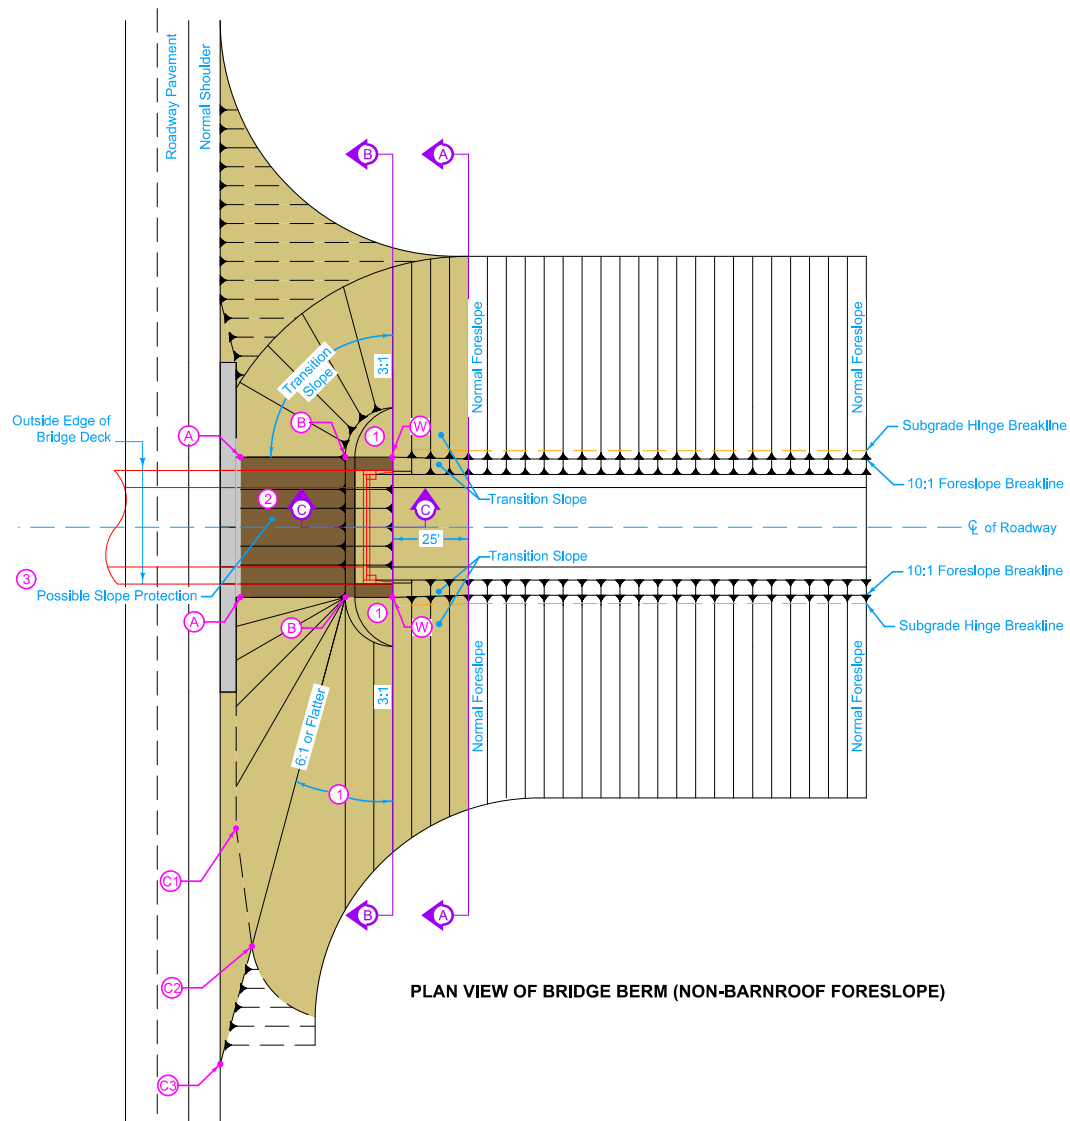 Roadway Pavement
Normal Shoulder
B
A
Normal Foreslope
Normal Foreslope
3:1
Transition
Slope
Outside Edge of
Bridge Deck
A
B
1
W
Subgrade HInge Breakline
10:1 Foreslope Breakline
2
C
C
Transition Slope
℄ of Roadway
25'
Transition Slope
3
Possible Slope Protection
10:1 Foreslope Breakline
A
B
1
W
Subgrade Hinge Breakline
3:1
Normal Foreslope
Normal Foreslope
6:1 or Flatter
1
C1
B
A
C2
PLAN VIEW OF BRIDGE BERM (NON-BARNROOF FORESLOPE)
C3